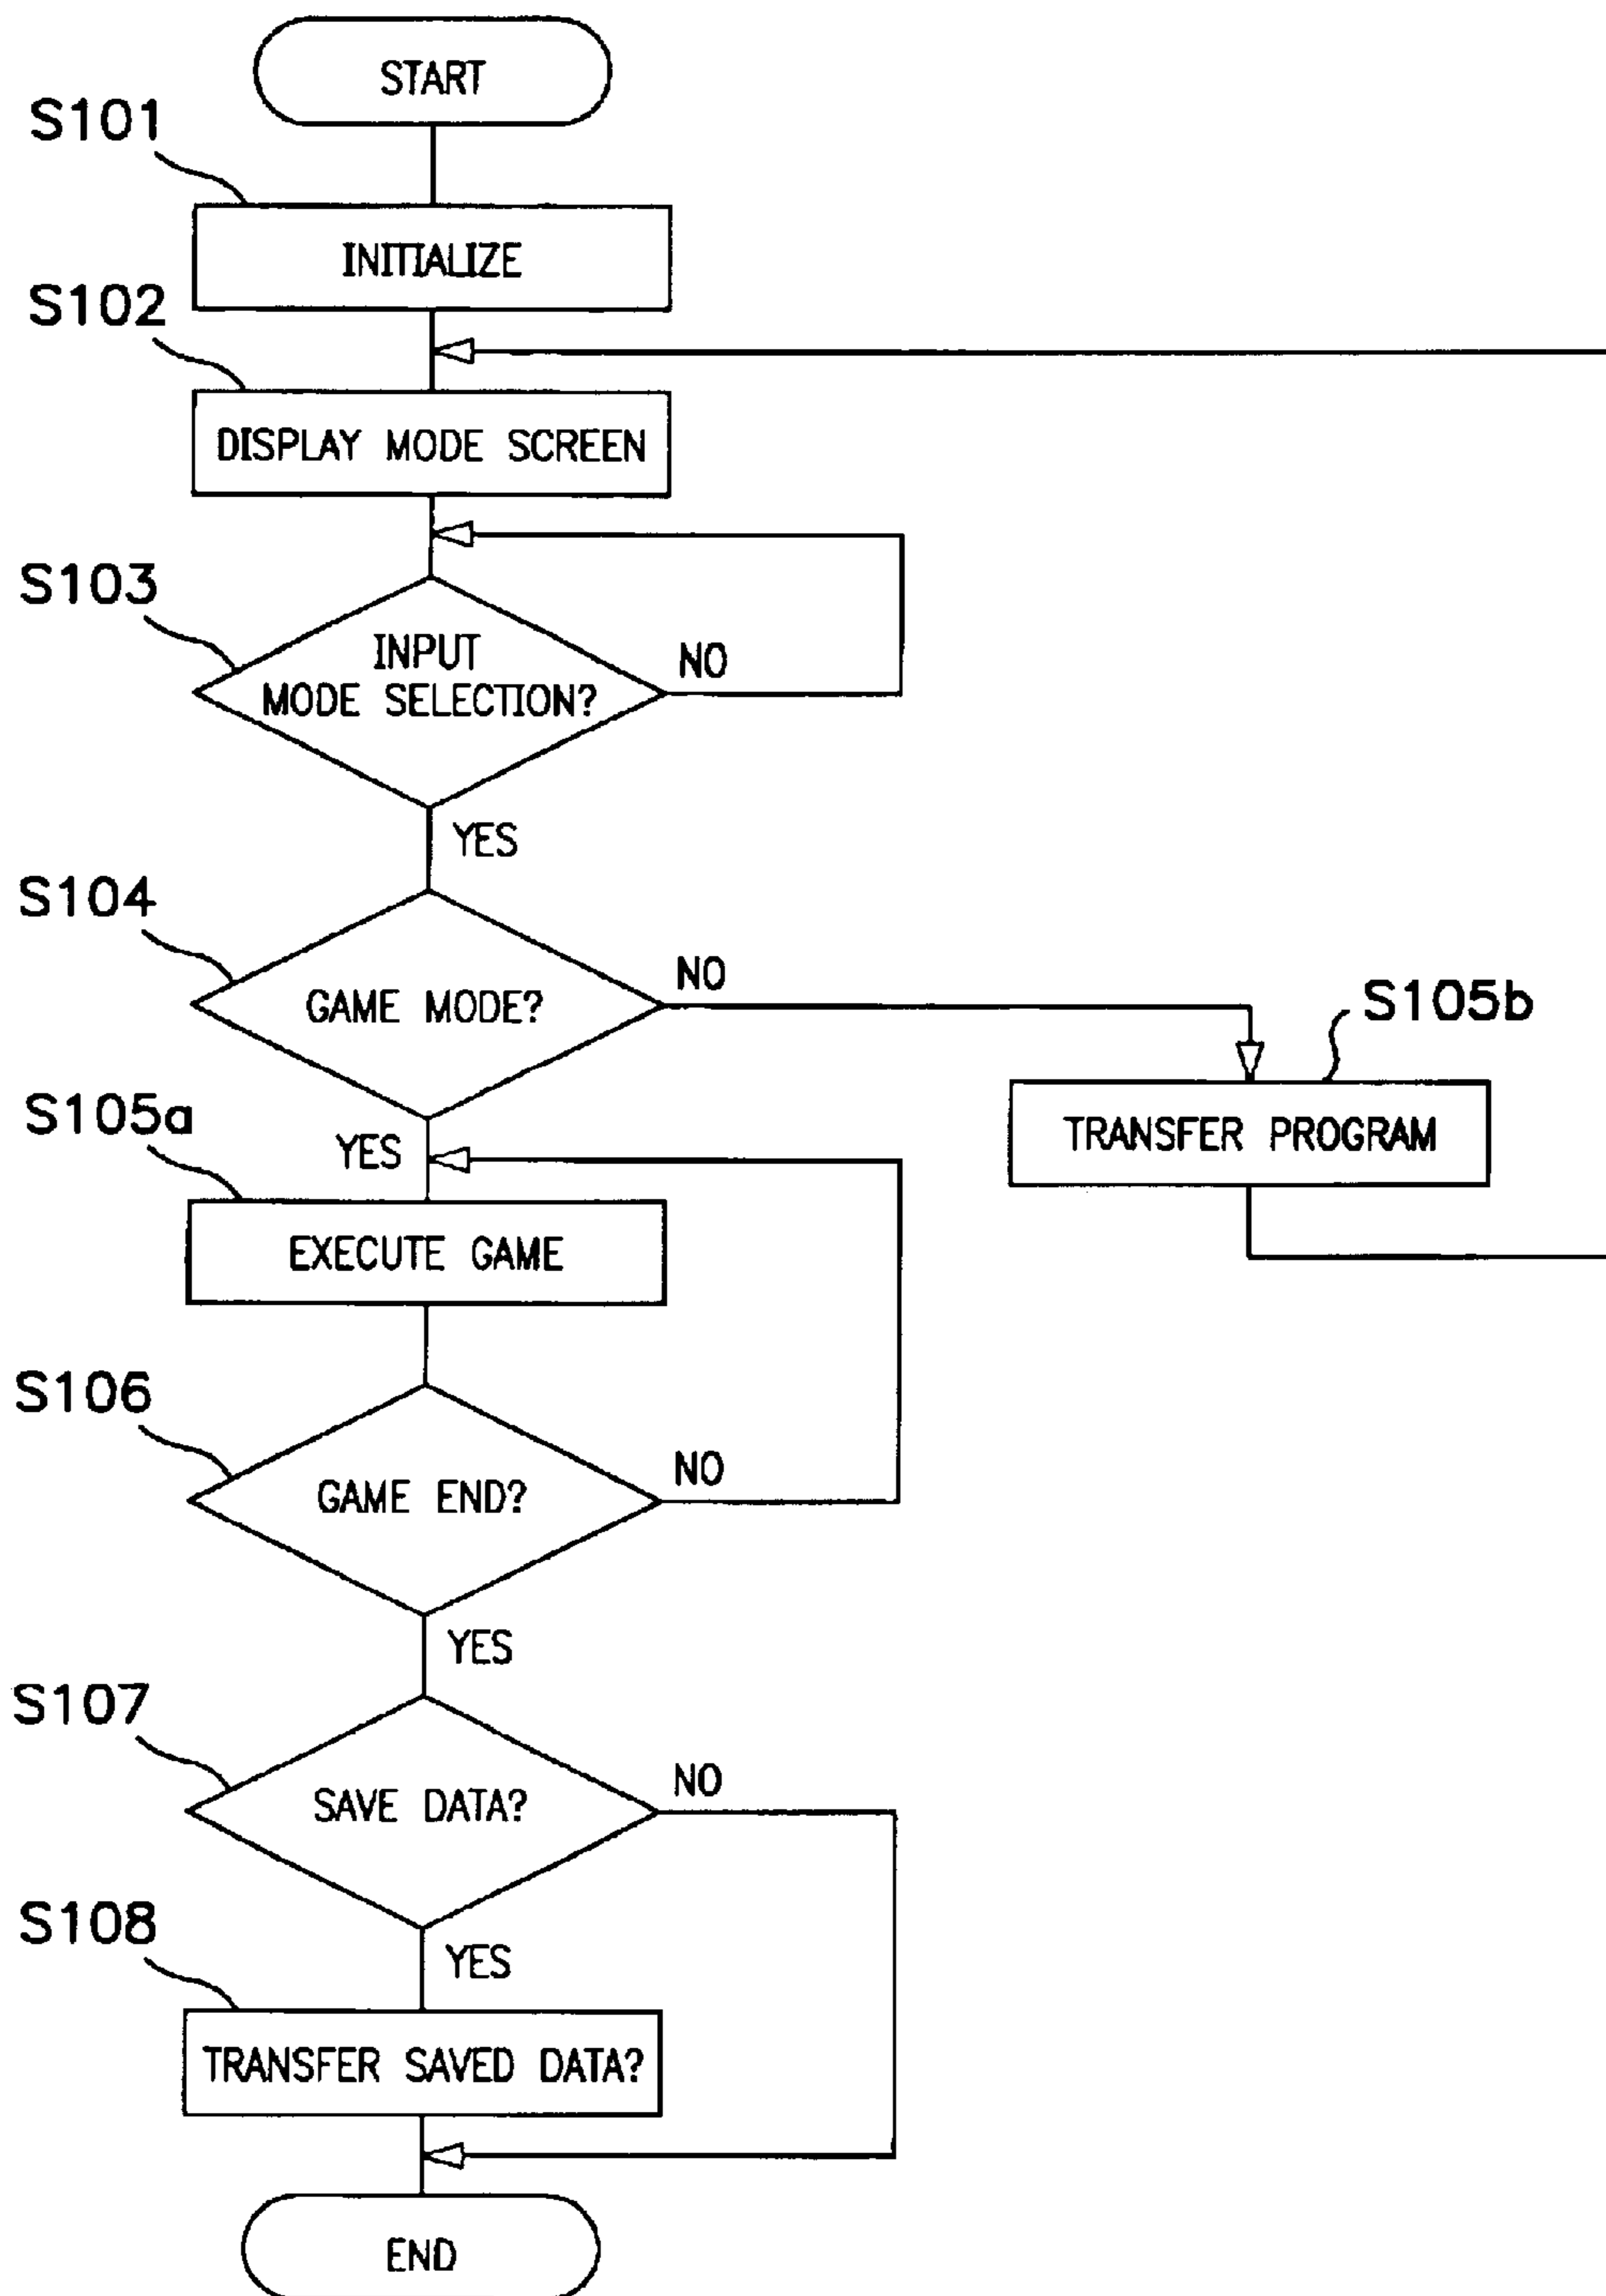 START
S101
INITIALIZE
S102
DISPLAY MODE SCREEN
S103
INPUT
MODE SELECTION?
NO
YES
S104
GAME MODE?
NO
S105b
TRANSFER PROGRAM
S105a
YES
EXECUTE GAME
S106
GAME END?
NO
YES
S107
SAVE DATA?
NO
YES
S108
TRANSFER SAVED DATA?
END